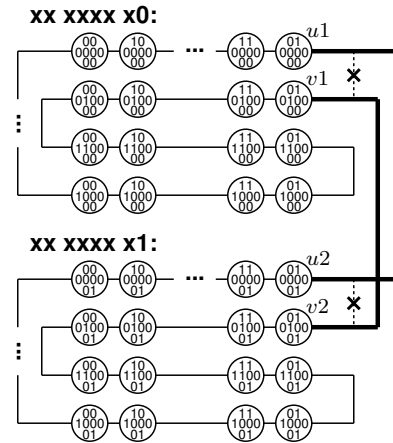 xx xxxx x0:
00 0000 00
10 0000 00
...
11 0000 00
01 0000 00
u1
00 0100 00
10 0100 00
11 0100 00
01 0100 00
v1
...
00 1100 00
10 1100 00
11 1100 00
01 1100 00
00 1000 00
10 1000 00
11 1000 00
01 1000 00
xx xxxx x1:
00 0000 01
10 0000 01
...
11 0000 01
01 0000 01
u2
00 0100 01
10 0100 01
11 0100 01
01 0100 01
v2
...
00 1100 01
10 1100 01
11 1100 01
01 1100 01
00 1000 01
10 1000 01
11 1000 01
01 1000 01